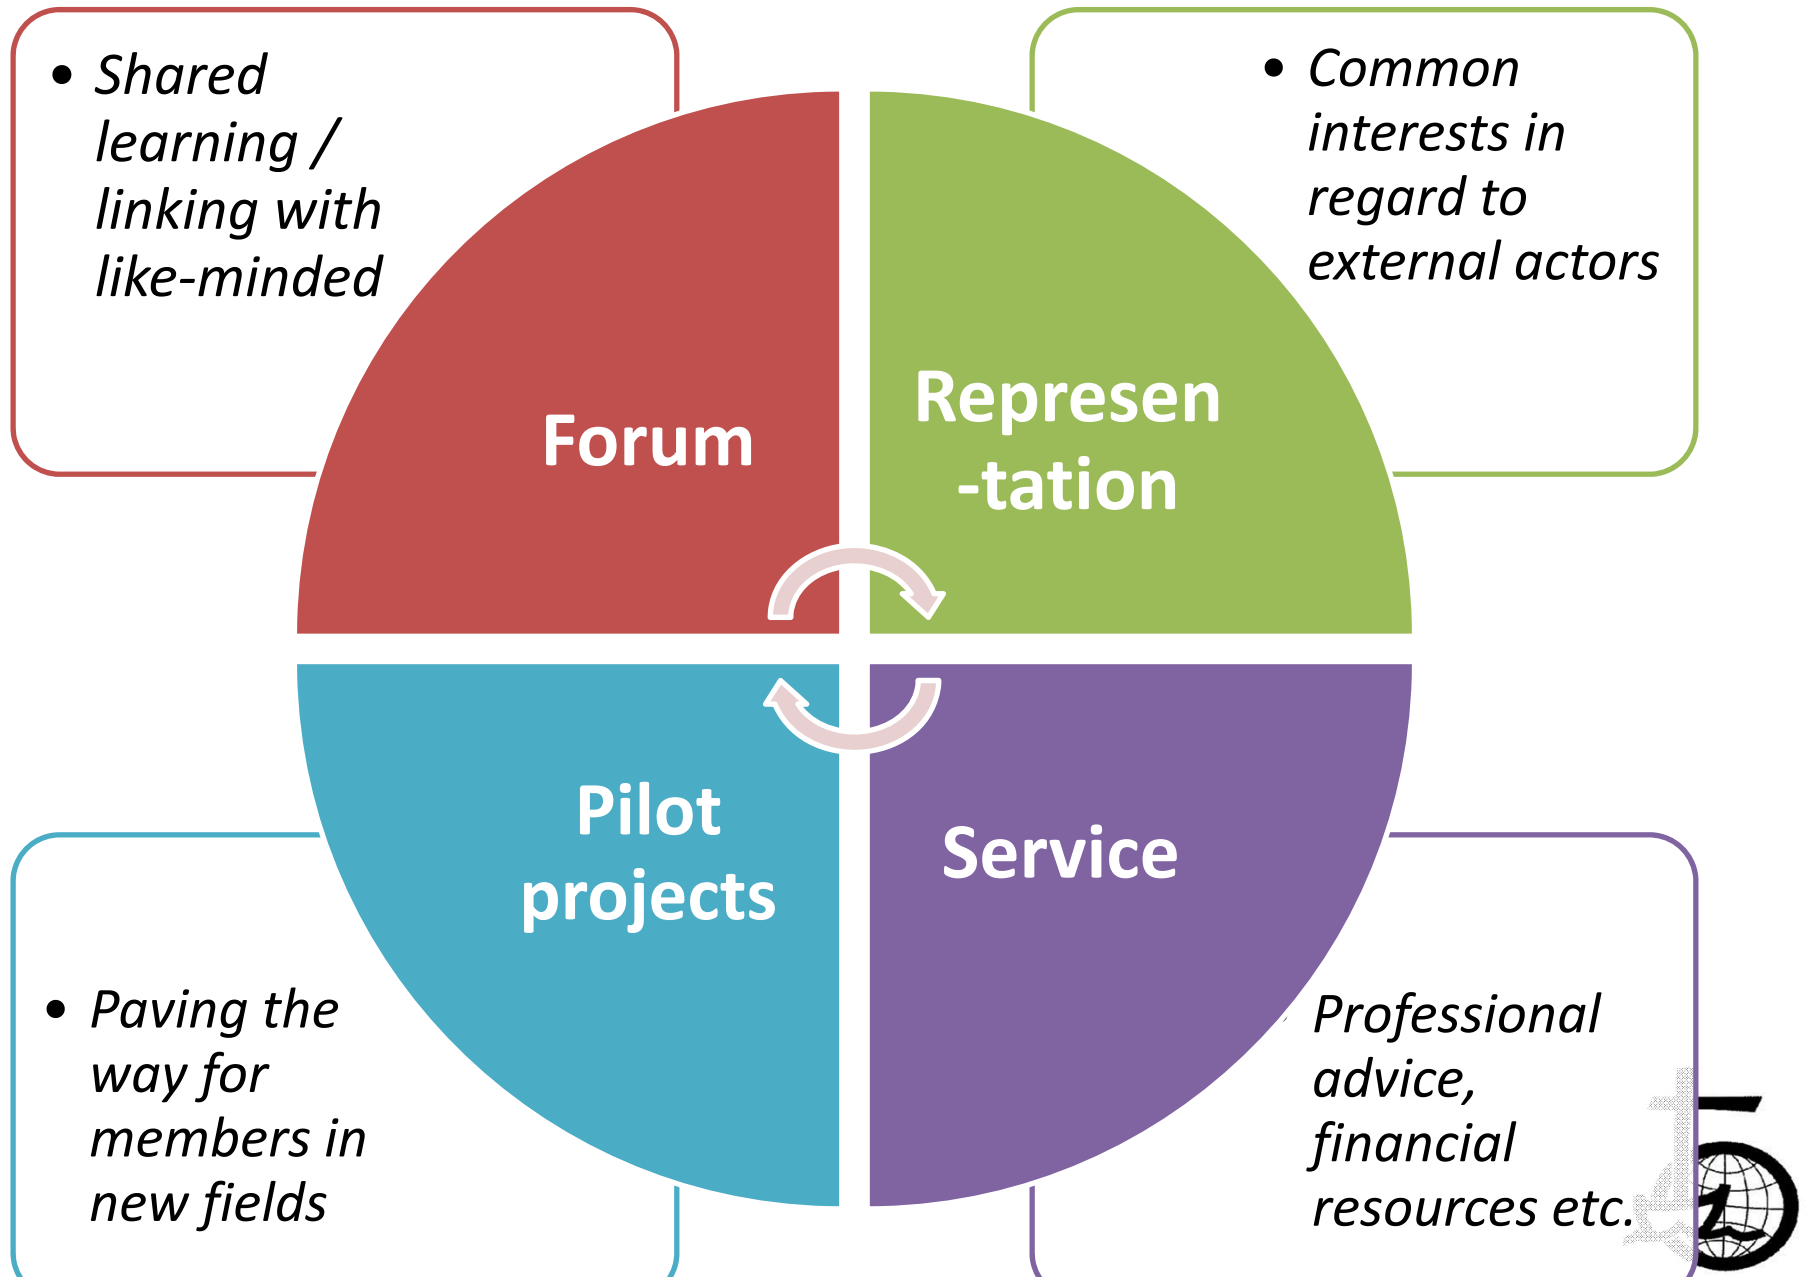 • Shared
learning /
linking with
like-minded
• Common
interests in
regard to
external actors
Forum
Represen
-tation
Pilot
projects
Service
• Paving the
way for
members in
new fields
Professional
advice,
financial
resources etc.